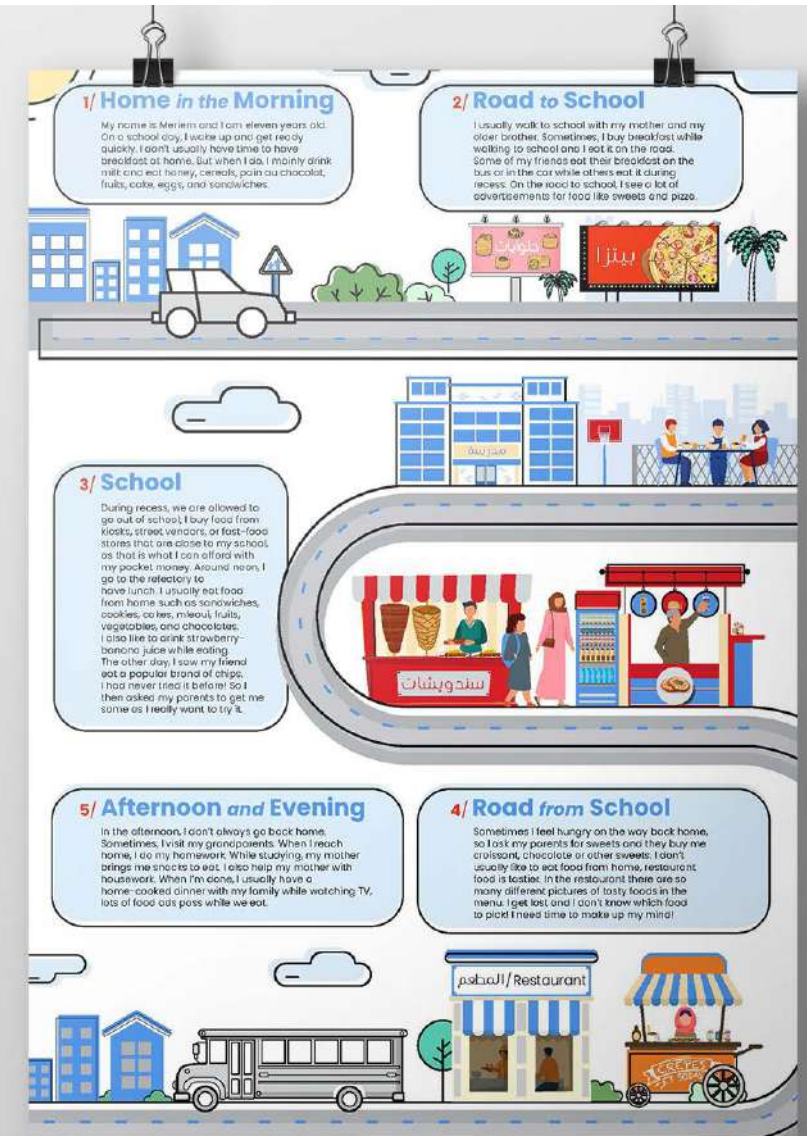 1/ Home in the Morning
My name is Meriem and I am eleven years old.
On a school day, I wake up and get ready
quickly. I don't usually have time to have
breakfast at home. But when I do, I mainly drink
milk and eat honey, cereals, pain au chocolat,
fruits, cake, eggs, and sandwiches.
2/ Road to School
I usually walk to school with my mother and my
older brother. Sometimes, I buy breakfast while
walking to school and I eat it on the road.
Some of my friends eat their breakfast on the
bus or in the car while others eat it during
recess. On the road to school, I see a lot of
advertisements for food like sweets and pizza.
حلويات
بيتزا
مدرسة
3/ School
During recess, we are allowed to
go out of school, I buy food from
kiosks, street vendors, or fast-food
stores that are close to my school,
as that is what I can afford with
my pocket money. Around noon, I
go to the refectory to
have lunch. I usually eat food
from home such as sandwiches,
cookies, cakes, mleoui, fruits,
vegetables, and chocolates.
I also like to drink strawberry-
banana juice while eating.
The other day, I saw my friend
eat a popular brand of chips.
I had never tried it before! So I
then asked my parents to get me
some as I really want to try it.
سندويشات
4/ Road from School
Sometimes I feel hungry on the way back home,
so I ask my parents for sweets and they buy me
croissant, chocolate or other sweets. I don't
usually like to eat food from home, restaurant
food is tastier. In the restaurant there are so
many different pictures of tasty foods in the
menu. I get lost and I don't know which food
to pick! I need time to make up my mind!
5/ Afternoon and Evening
In the afternoon, I don't always go back home.
Sometimes, I visit my grandparents. When I reach
home, I do my homework. While studying, my mother
brings me snacks to eat. I also help my mother with
housework. When I'm done, I usually have a
home-cooked dinner with my family while watching TV,
lots of food ads pass while we eat.
المطعم/Restaurant
CREPES